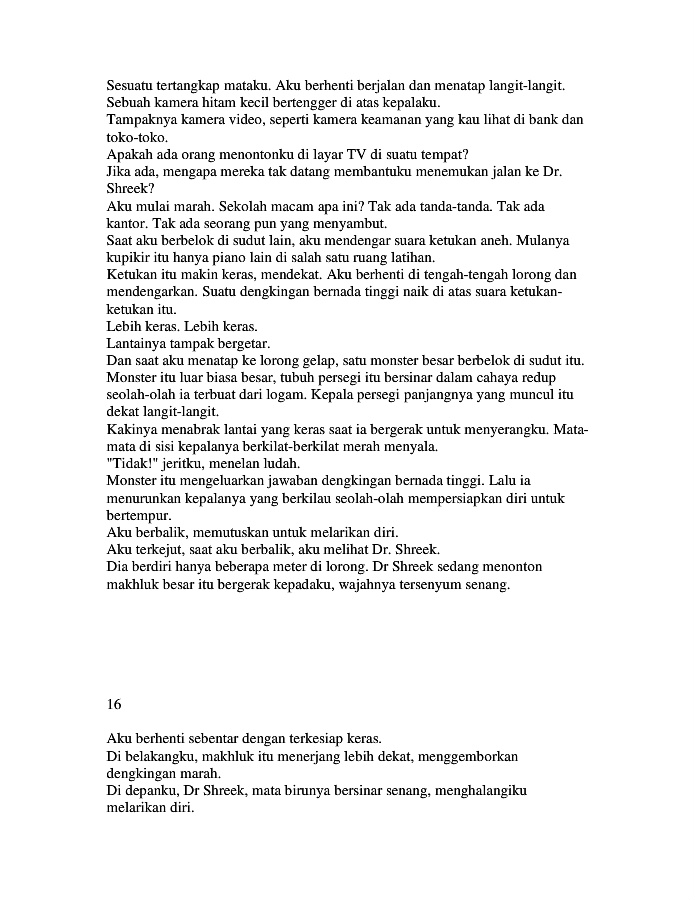 Sesuatu tertangkap mataku. Aku berhenti berjalan dan menatap langit-langit.
Sebuah kamera hitam kecil bertengger di atas kepalaku.
Tampaknya kamera video, seperti kamera keamanan yang kau lihat di bank dan
toko-toko.
Apakah ada orang menontonku di layar TV di suatu tempat?
Jika ada, mengapa mereka tak datang membantuku menemukan jalan ke Dr.
Shreek?
Aku mulai marah. Sekolah macam apa ini? Tak ada tanda-tanda. Tak ada
kantor. Tak ada seorang pun yang menyambut.
Saat aku berbelok di sudut lain, aku mendengar suara ketukan aneh. Mulanya
kupikir itu hanya piano lain di salah satu ruang latihan.
Ketukan itu makin keras, mendekat. Aku berhenti di tengah-tengah lorong dan
mendengarkan. Suatu dengkingan bernada tinggi naik di atas suara ketukan-
ketukan itu.
Lebih keras. Lebih keras.
Lantainya tampak bergetar.
Dan saat aku menatap ke lorong gelap, satu monster besar berbelok di sudut itu.
Monster itu luar biasa besar, tubuh persegi itu bersinar dalam cahaya redup
seolah-olah ia terbuat dari logam. Kepala persegi panjangnya yang muncul itu
dekat langit-langit.
Kakinya menabrak lantai yang keras saat ia bergerak untuk menyerangku. Mata-
mata di sisi kepalanya berkilat-berkilat merah menyala.
"Tidak!" jeritku, menelan ludah.
Monster itu mengeluarkan jawaban dengkingan bernada tinggi. Lalu ia
menurunkan kepalanya yang berkilau seolah-olah mempersiapkan diri untuk
bertempur.
Aku berbalik, memutuskan untuk melarikan diri.
Aku terkejut, saat aku berbalik, aku melihat Dr. Shreek.
Dia berdiri hanya beberapa meter di lorong. Dr Shreek sedang menonton
makhluk besar itu bergerak kepadaku, wajahnya tersenyum senang.
16
Aku berhenti sebentar dengan terkesiap keras.
Di belakangku, makhluk itu menerjang lebih dekat, menggemborkan
dengkingan marah.
Di depanku, Dr Shreek, mata birunya bersinar senang, menghalangiku
melarikan diri.